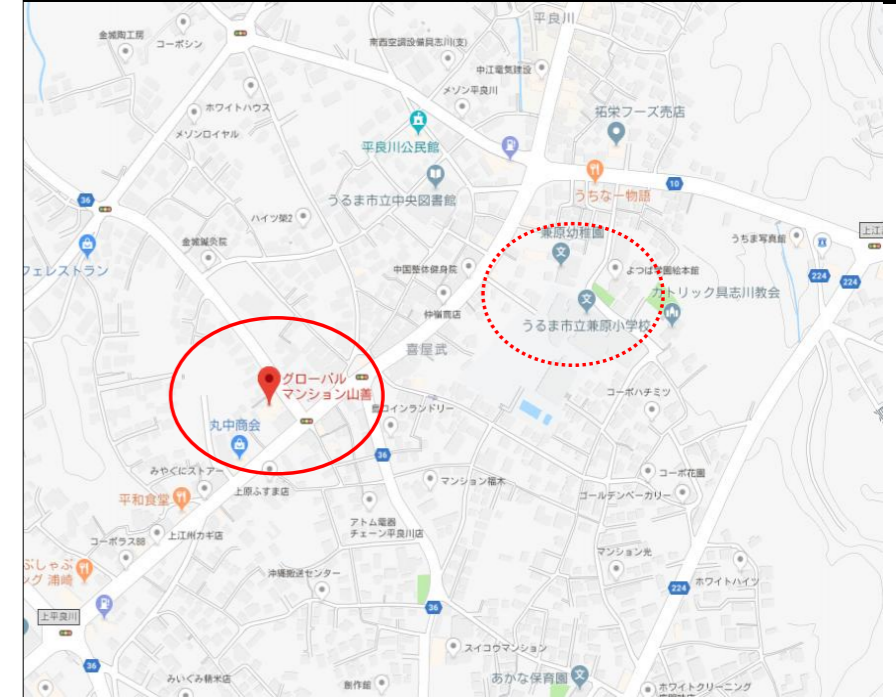 平良川
金城陶工房
コーポシン
南西空調設備具志川(支)
中江電気建設
メゾン平良川
ホワイトハウス
拓栄フーズ売店
メゾンロイヤル
平良川公民館
うちなー物語
10
36
うるま市立中央図書館
ハイツ榮2
兼原幼稚園
うちま写真館
上江
金城鍼灸院
フェレストラン
中国整体健身院
よつば学園絵本館
224
224
カトリック具志川教会
仲嶺商店
うるま市立兼原小学校
喜屋武
グローバル
マンション山善
コーポハチミツ
コインランドリー
丸中商会
36
みやぐにストアー
上原ふすま店
マンション福木
コーポ花園
平和食堂
ゴールデンベーカリー
アトム電器
チェーン平良川店
コーポラス88
上江州カギ店
マンション光
ぶしゃぶ
グ 浦崎
沖縄搬送センター
ホワイトハイツ
224
36
上平良川
スイコウマンション
36
みいぐみ精米店
創作館
あかな保育園
ホワイトクリーニング